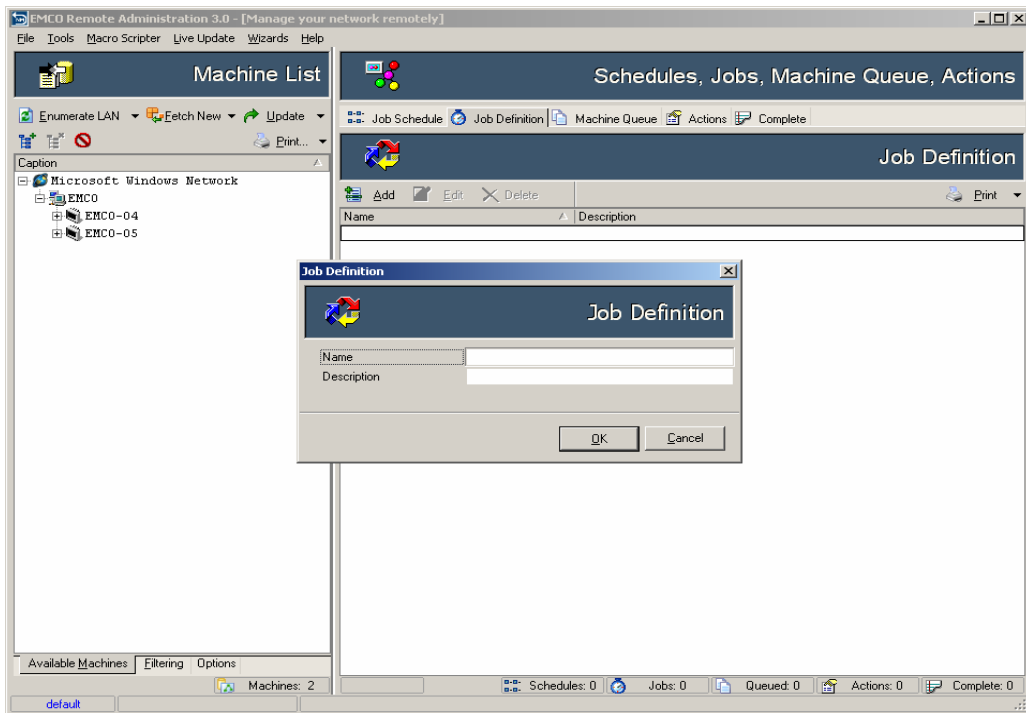 EMCO Remote Administration 3.0 - [Manage your network remotely]
File Tools Macro Scripter Live Update Wizards Help
Machine List
Schedules, Jobs, Machine Queue, Actions
Enumerate LAN Fetch New Update
Job Schedule Job Definition Machine Queue Actions Complete
Print...
Job Definition
Caption
Add Edit Delete Print
Name Description
Microsoft Windows Network
EMCO
EMCO-04
EMCO-05
Job Definition
Job Definition
Name
Description
OK Cancel
Available Machines Filtering Options
Machines: 2
Schedules: 0 Jobs: 0 Queued: 0 Actions: 0 Complete: 0
default